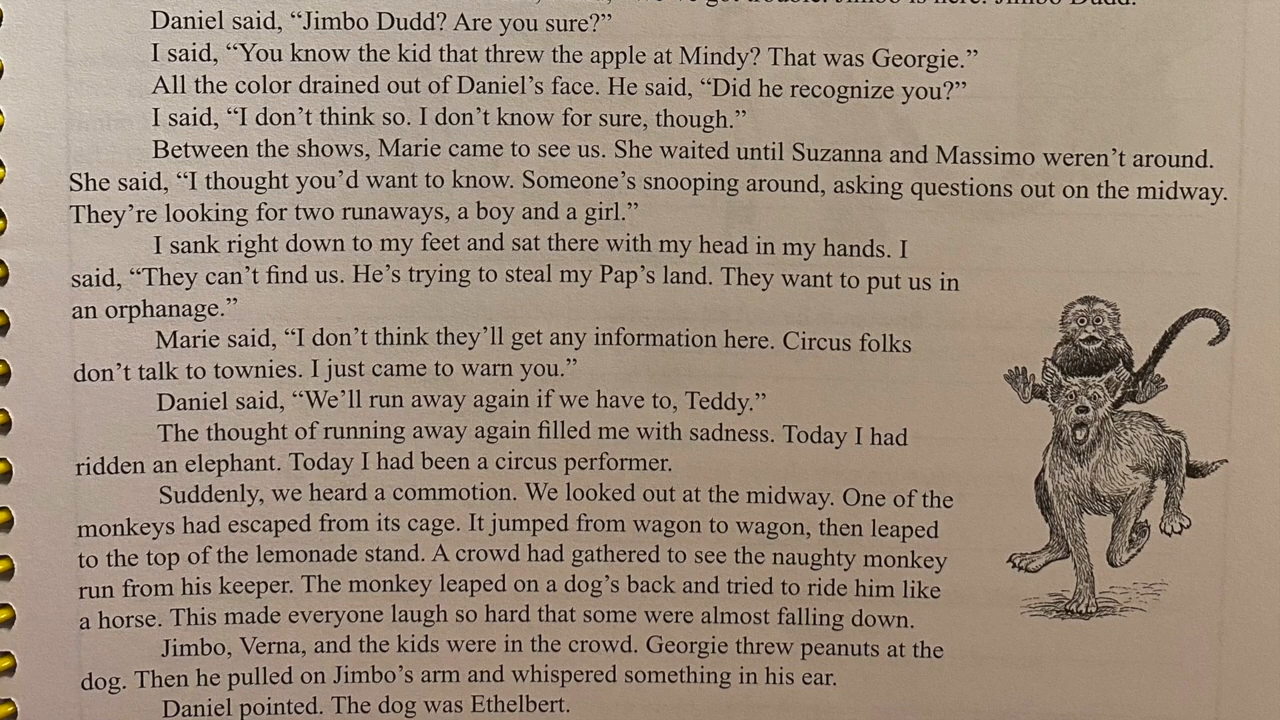 Daniel said, “Jimbo Dudd? Are you sure?”
I said, “You know the kid that threw the apple at Mindy? That was Georgie.”
All the color drained out of Daniel’s face. He said, “Did he recognize you?”
I said, “I don’t think so. I don’t know for sure, though.”
Between the shows, Marie came to see us. She waited until Suzanna and Massimo weren’t around.
She said, “I thought you’d want to know. Someone’s snooping around, asking questions out on the midway.
They’re looking for two runaways, a boy and a girl.”
I sank right down to my feet and sat there with my head in my hands. I
said, “They can’t find us. He’s trying to steal my Pap’s land. They want to put us in
an orphanage.”
Marie said, “I don’t think they’ll get any information here. Circus folks
don’t talk to townies. I just came to warn you.”
Daniel said, “We’ll run away again if we have to, Teddy.”
The thought of running away again filled me with sadness. Today I had
ridden an elephant. Today I had been a circus performer.
Suddenly, we heard a commotion. We looked out at the midway. One of the
monkeys had escaped from its cage. It jumped from wagon to wagon, then leaped
to the top of the lemonade stand. A crowd had gathered to see the naughty monkey
run from his keeper. The monkey leaped on a dog’s back and tried to ride him like
a horse. This made everyone laugh so hard that some were almost falling down.
Jimbo, Verna, and the kids were in the crowd. Georgie threw peanuts at the
dog. Then he pulled on Jimbo’s arm and whispered something in his ear.
Daniel pointed. The dog was Ethelbert.